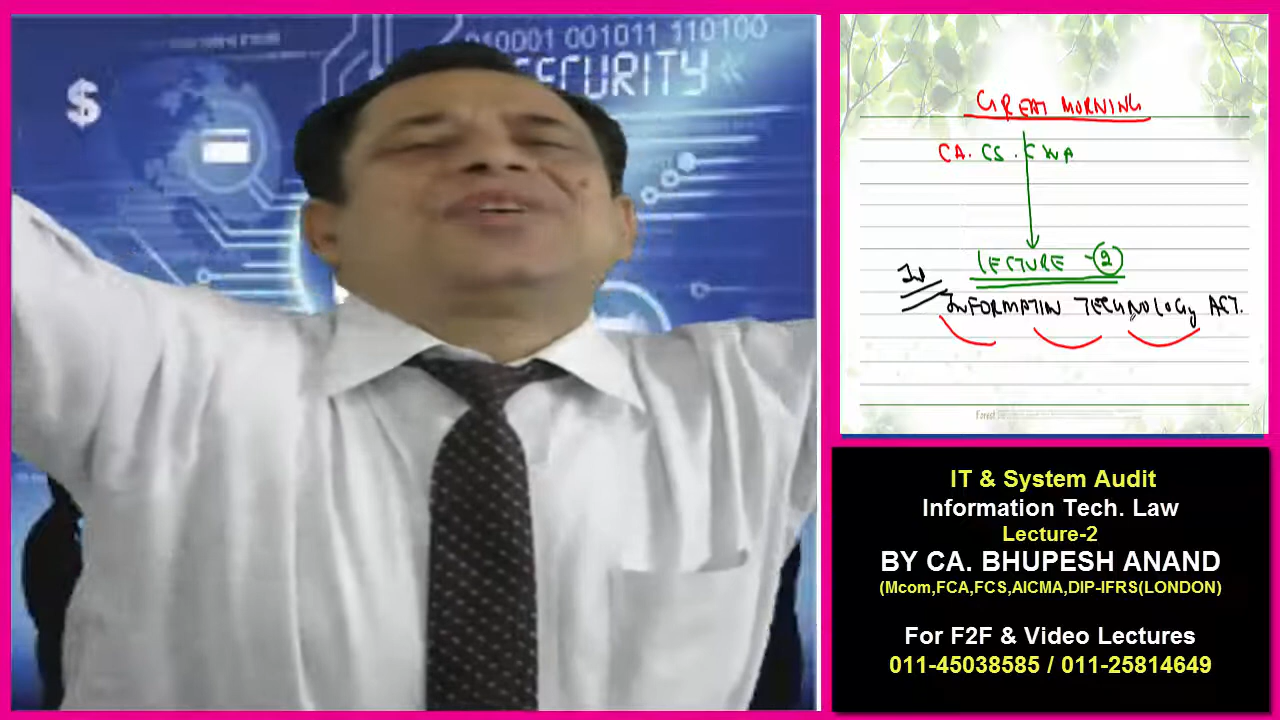 010001 001011 110100
SECURITY
$
GREAT MORNING
CA. CS. CWA
LECTURE - 2
INFORMATIN TECHNOLOGY ACT.
Forest
IT & System Audit
Information Tech. Law
Lecture-2
BY CA. BHUPESH ANAND
(Mcom,FCA,FCS,AICMA,DIP-IFRS(LONDON)
For F2F & Video Lectures
011-45038585 / 011-25814649